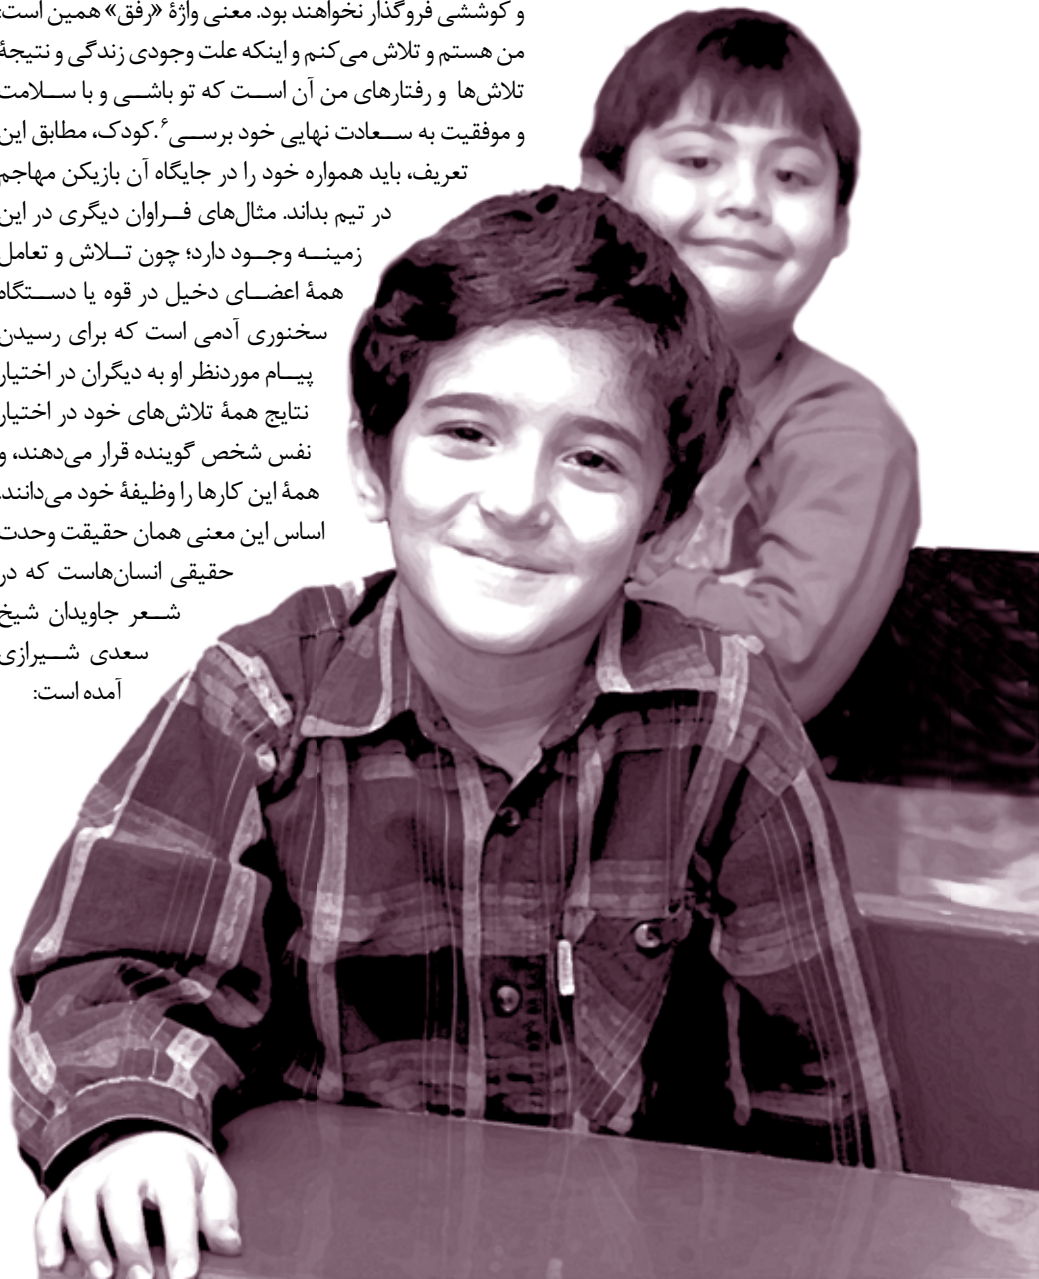 و کوششی فروگذار نخواهند بود. معنی واژهٔ «رفق» همین است:
من هستم و تلاش می‌کنم و اینکه علت وجودی زندگی و نتیجهٔ
تلاش‌ها و رفتارهای من آن است که تو باشی و با سلامت
و موفقیت به سعادت نهایی خود برسی۶.کودک، مطابق این
تعریف، باید همواره خود را در جایگاه آن بازیکن مهاجم
در تیم بداند. مثال‌های فراوان دیگری در این
زمینه وجود دارد؛ چون تلاش و تعامل
همهٔ اعضای دخیل در قوه یا دستگاه
سخنوری آدمی است که برای رسیدن
پیام موردنظر او به دیگران در اختیار
نتایج همهٔ تلاش‌های خود در اختیار
نفس شخص گوینده قرار می‌دهند، و
همهٔ این کارها را وظیفهٔ خود می‌دانند.
اساس این معنی همان حقیقت وحدت
حقیقی انسان‌هاست که در
شعر جاویدان شیخ
سعدی شیرازی
آمده است: